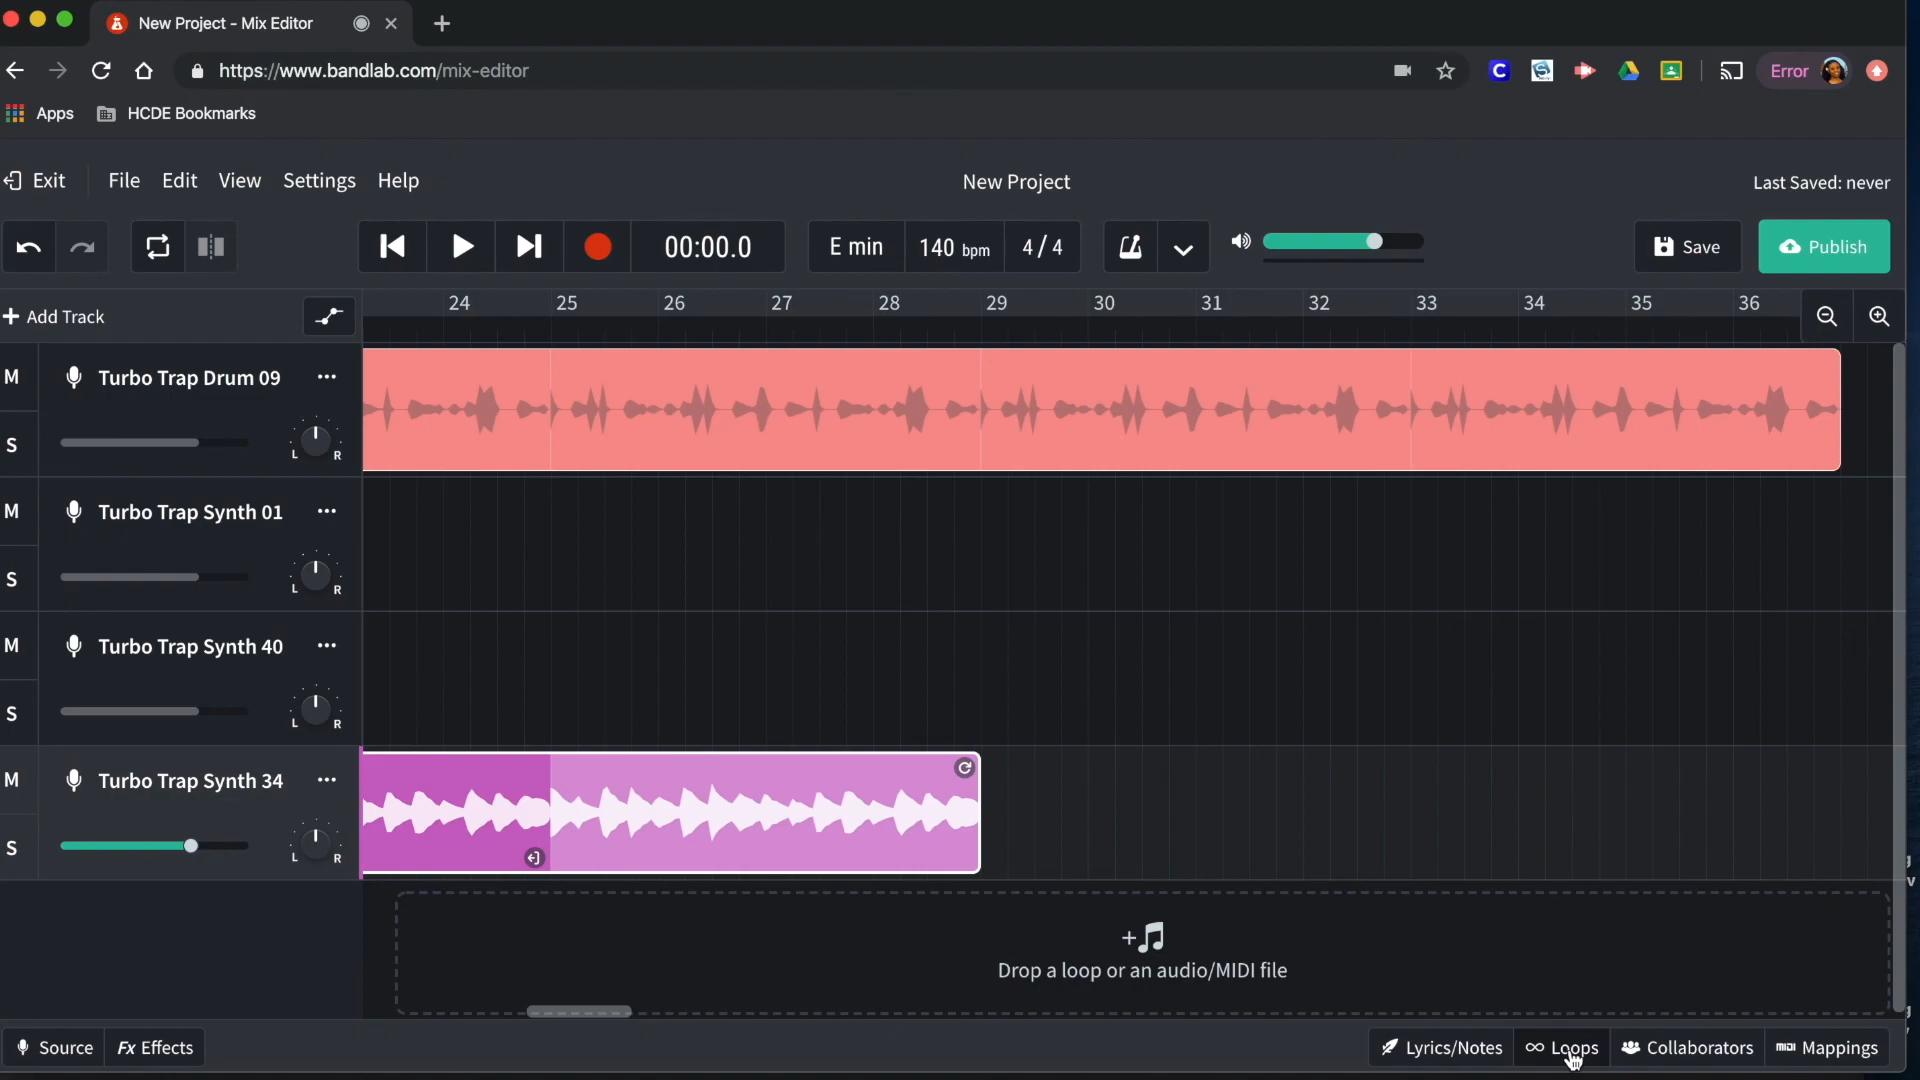 New Project - Mix Editor
https://www.bandlab.com/mix-editor
Error
Apps
HCDE Bookmarks
Exit File Edit View Settings Help
New Project
Last Saved: never
00:00.0
E min
140 bpm
4 / 4
Save
Publish
+ Add Track
24 25 26 27 28 29 30 31 32 33 34 35 36
M Turbo Trap Drum 09 •••
S L R
M Turbo Trap Synth 01 •••
S L R
M Turbo Trap Synth 40 •••
S L R
M Turbo Trap Synth 34 •••
S L R
Drop a loop or an audio/MIDI file
Source
Fx Effects
Lyrics/Notes
Loops
Collaborators
MIDI Mappings